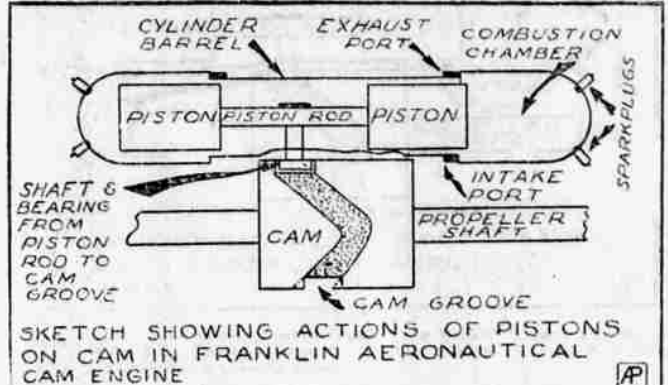 CYLINDER
BARREL
EXHAUST
PORT
COMBUSTION
CHAMBER
SPARKPLUGS
PISTON
PISTON ROD
PISTON
SHAFT &
BEARING
FROM
PISTON
ROD TO
CAM
GROOVE
INTAKE
PORT
CAM
PROPELLER
SHAFT
CAM GROOVE
SKETCH SHOWING ACTIONS OF PISTONS
ON CAM IN FRANKLIN AERONAUTICAL
CAM ENGINE
AP